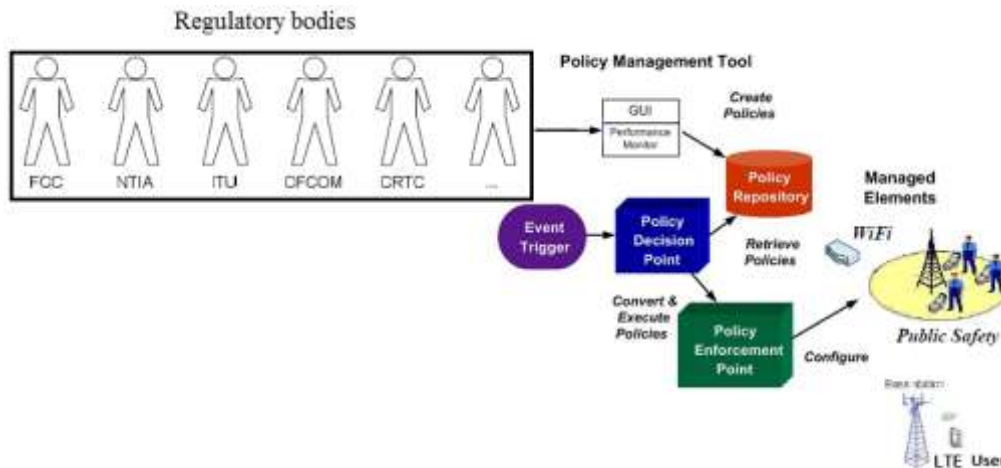 Regulatory bodies
FCC
NTIA
ITU
OFCOM
CRTC
...
Policy Management Tool
GUI
Performance
Monitor
Create
Policies
Policy
Repository
Managed
Elements
WiFi
Event
Trigger
Policy
Decision
Point
Retrieve
Policies
Convert &
Execute
Policies
Policy
Enforcement
Point
Configure
Public Safety
Base station
LTE User